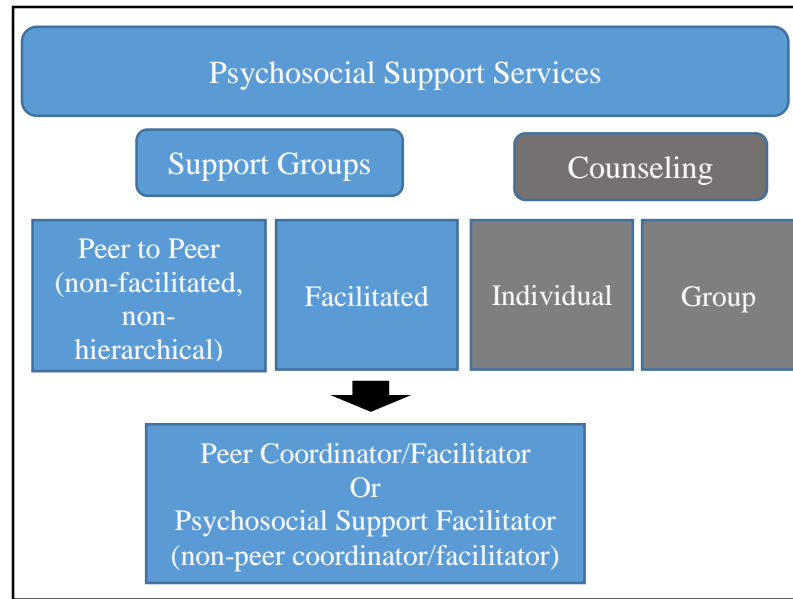 Psychosocial Support Services
Support Groups
Counseling
Peer to Peer
(non-facilitated,
non-
hierarchical)
Facilitated
Individual
Group
Peer Coordinator/Facilitator
Or
Psychosocial Support Facilitator
(non-peer coordinator/facilitator)